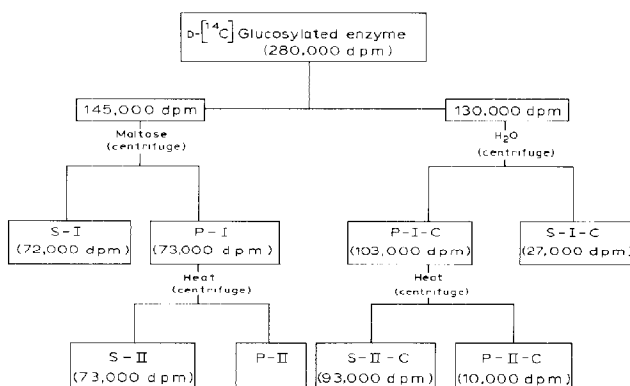 D-[14C] Glucosylated enzyme
(280,000 dpm)
145,000 dpm
130,000 dpm
Maltase
(centrifuge)
H2O
(centrifuge)
S-I
(72,000 dpm)
P-I
(73,000 dpm)
P-I-C
(103,000 dpm)
S-I-C
(27,000 dpm)
Heat
(centrifuge)
Heat
(centrifuge)
S-II
(73,000 dpm)
P-II
S-II-C
(93,000 dpm)
P-II-C
(10,000 dpm)